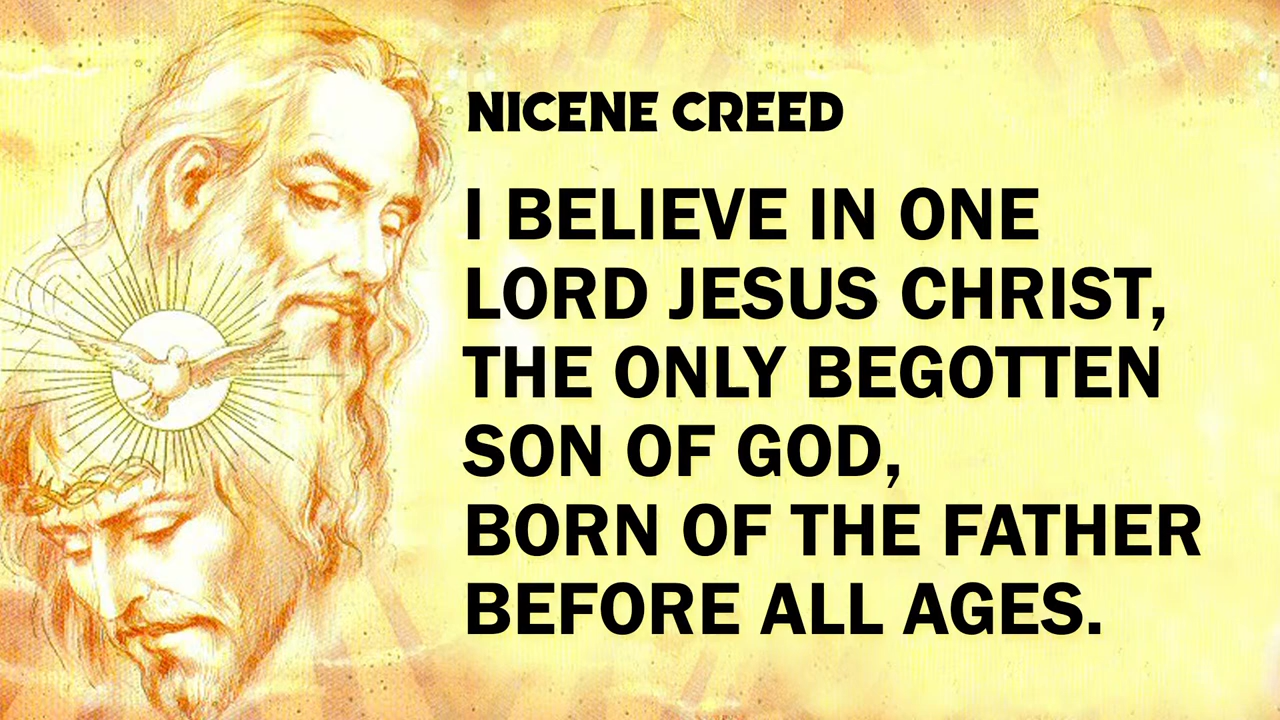 NICENE CREED
I BELIEVE IN ONE
LORD JESUS CHRIST,
THE ONLY BEGOTTEN
SON OF GOD,
BORN OF THE FATHER
BEFORE ALL AGES.